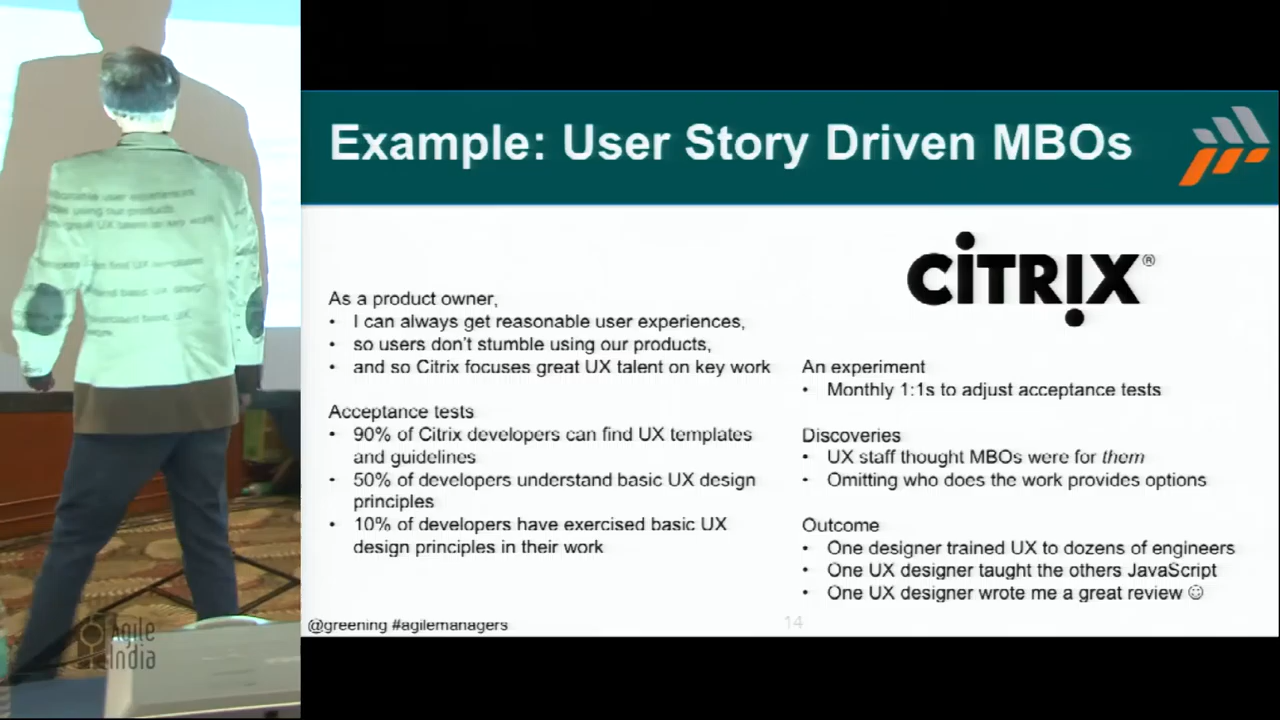 Example: User Story Driven MBOs
CiTRIX®
As a product owner,
• I can always get reasonable user experiences,
• so users don't stumble using our products,
• and so Citrix focuses great UX talent on key work
Acceptance tests
• 90% of Citrix developers can find UX templates
and guidelines
• 50% of developers understand basic UX design
principles
• 10% of developers have exercised basic UX
design principles in their work
An experiment
• Monthly 1:1s to adjust acceptance tests
Discoveries
• UX staff thought MBOs were for them
• Omitting who does the work provides options
Outcome
• One designer trained UX to dozens of engineers
• One UX designer taught the others JavaScript
• One UX designer wrote me a great review ☺
@greening #agilemanagers
14
Agile
India